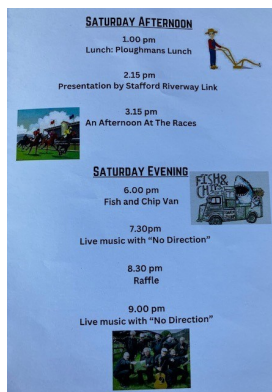 SATURDAY AFTERNOON
1.00 pm
Lunch: Ploughmans Lunch
2.15 pm
Presentation by Stafford Riverway Link
3.15 pm
An Afternoon At The Races
SATURDAY EVENING
6.00 pm
Fish and Chip Van
FISH &
CHIPS
7.30pm
Live music with “No Direction”
8.30 pm
Raffle
9.00 pm
Live music with “No Direction”